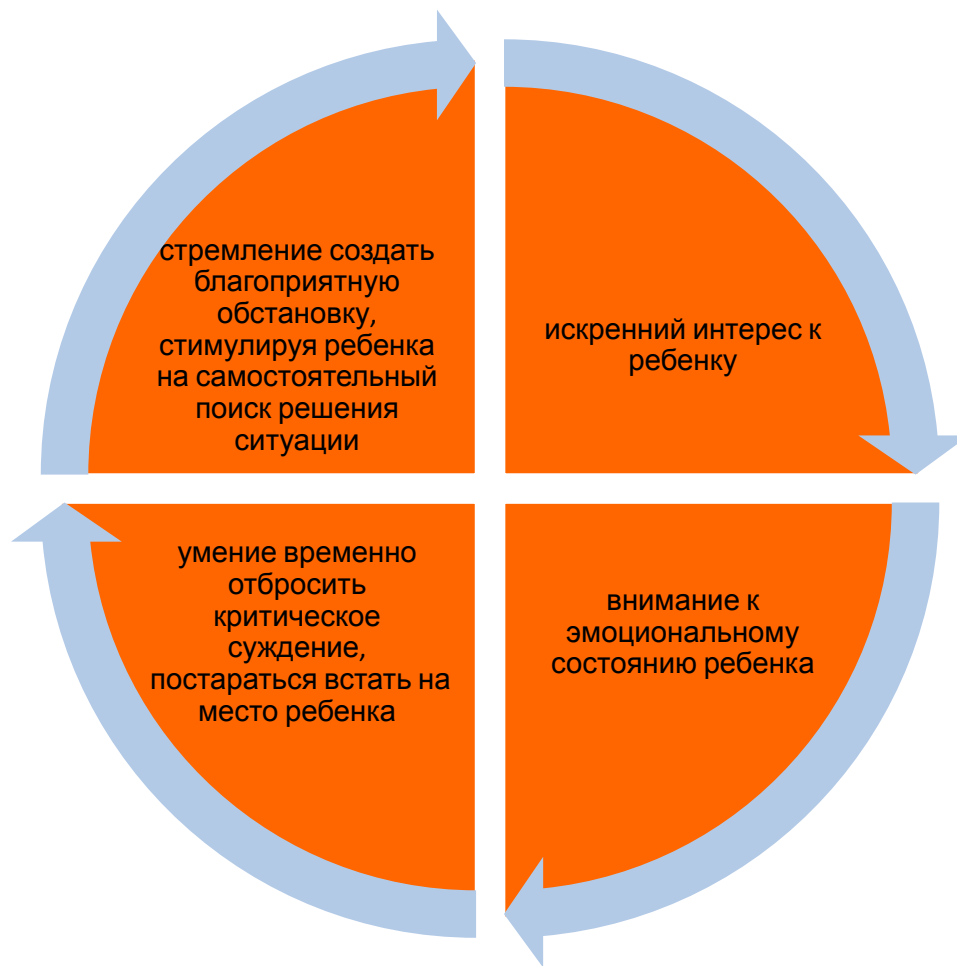 стремление создать
благоприятную
обстановку,
стимулируя ребенка
на самостоятельный
поиск решения
ситуации
искренний интерес к
ребенку
умение временно
отбросить
критическое
суждение,
постараться встать на
место ребенка
внимание к
эмоциональному
состоянию ребенка